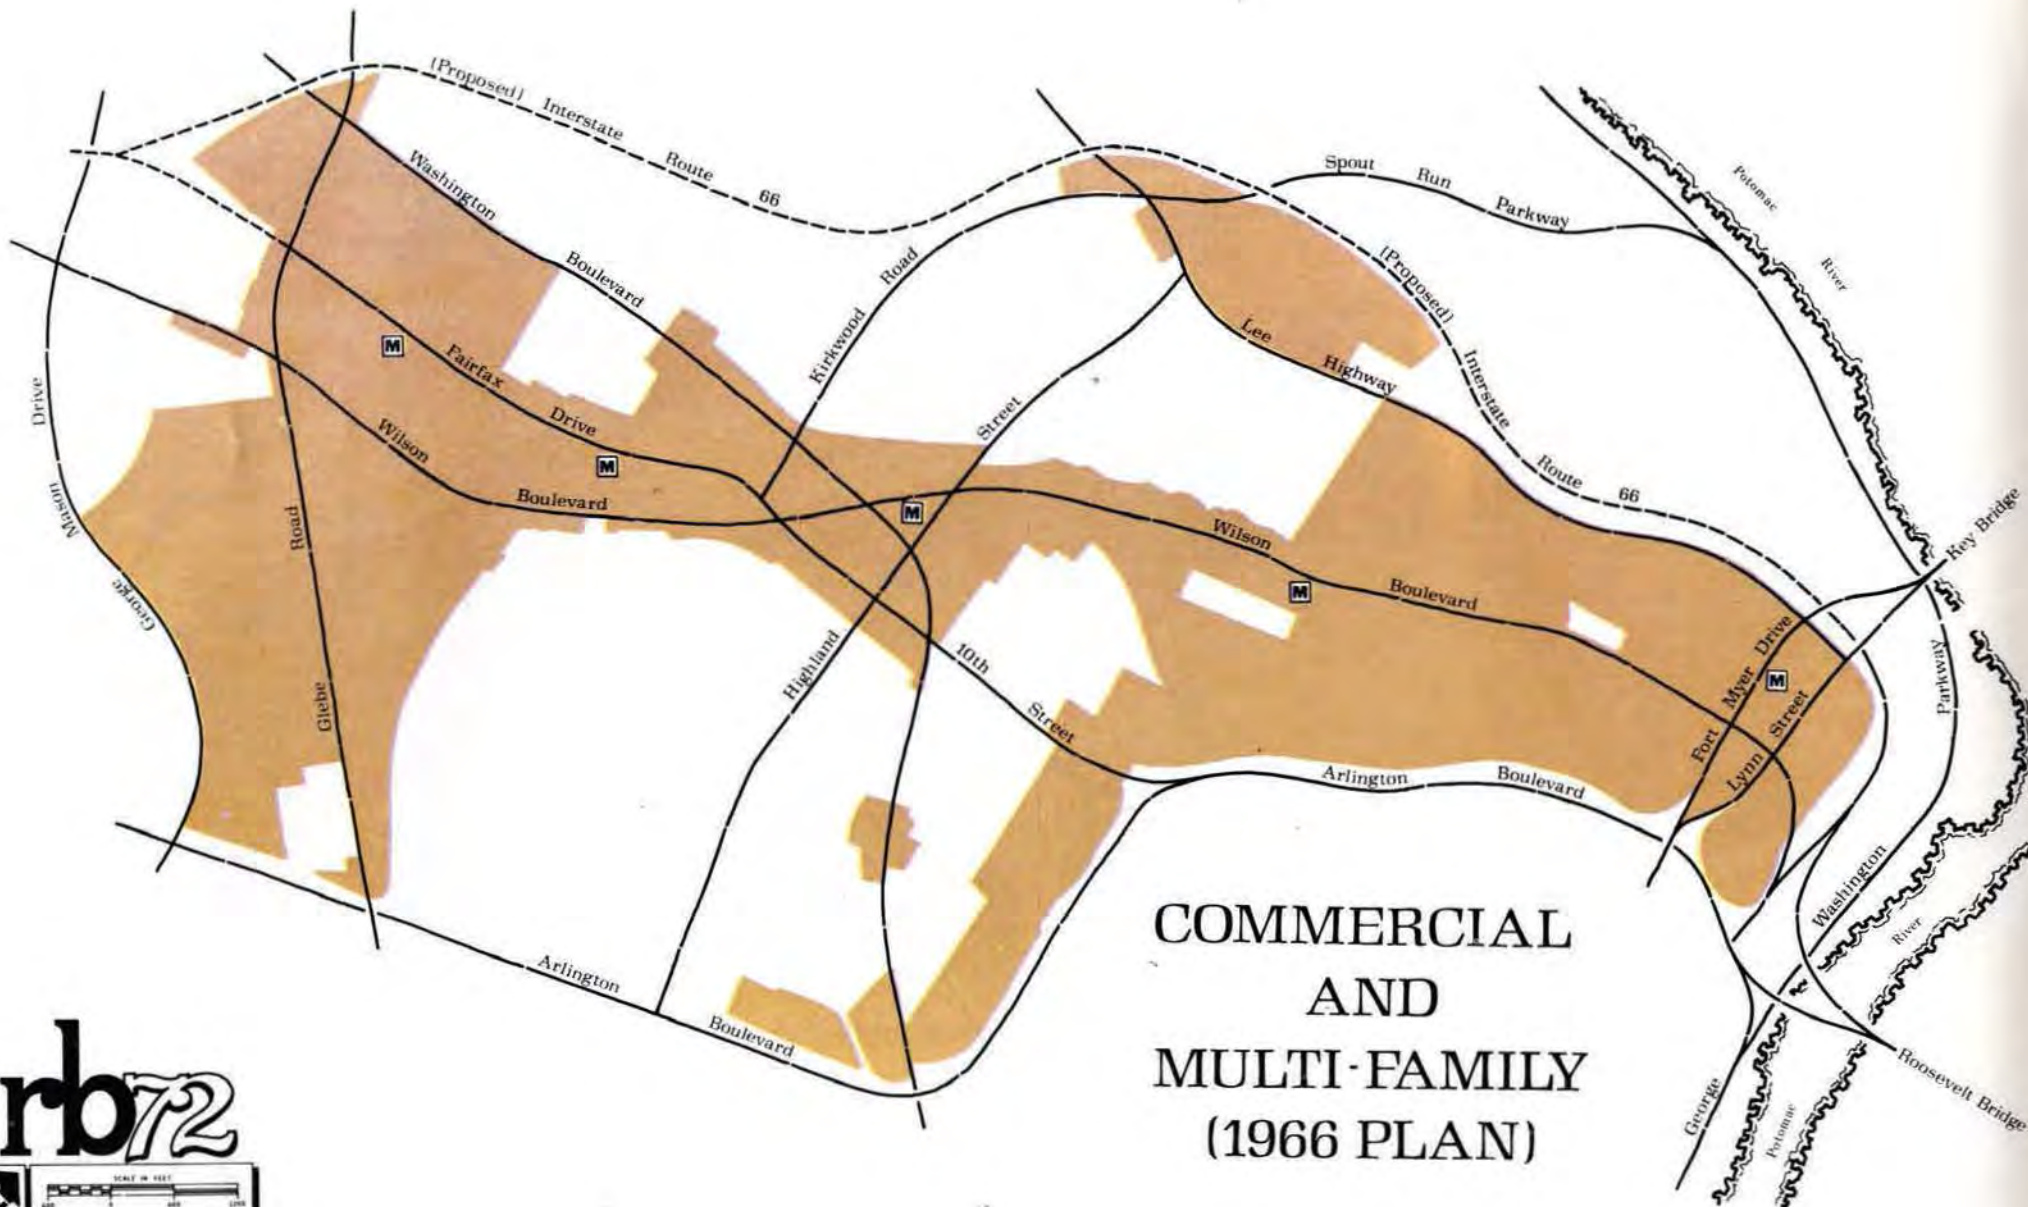 (Proposed) Interstate Route 66
Washington Boulevard
Spout Run Parkway
Potomac River
Kirkwood Road
(Proposed) Interstate Route 66
Lee Highway
Fairfax Drive
Wilson Boulevard
Highland Street
George Mason Drive
Glebe Road
Wilson Boulevard
Key Bridge
10th Street
Fort Myer Drive
Lynn Street
Arlington Boulevard
George Washington Parkway
Arlington Boulevard
Potomac River
Roosevelt Bridge
M
M
M
M
M
M
COMMERCIAL
AND
MULTI-FAMILY
(1966 PLAN)
rb72
SCALE IN FEET
0